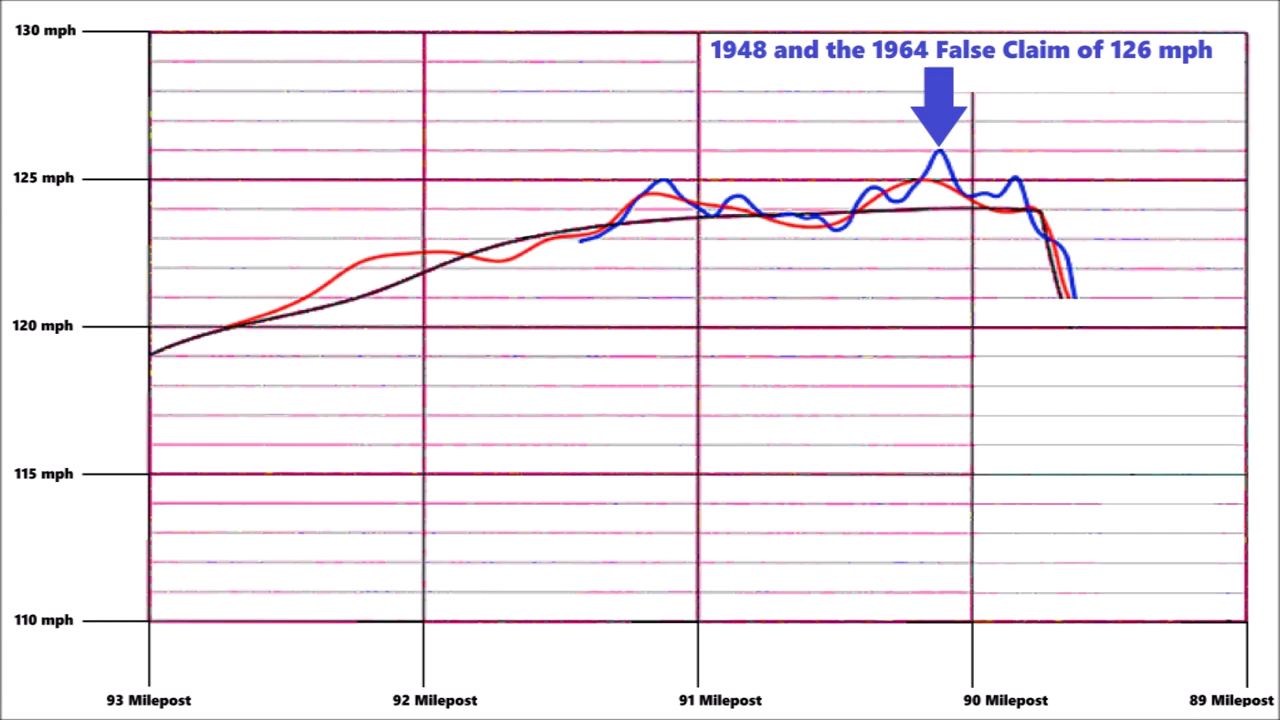 130 mph
1948 and the 1964 False Claim of 126 mph
125 mph
120 mph
115 mph
110 mph
93 Milepost
92 Milepost
91 Milepost
90 Milepost
89 Milepost